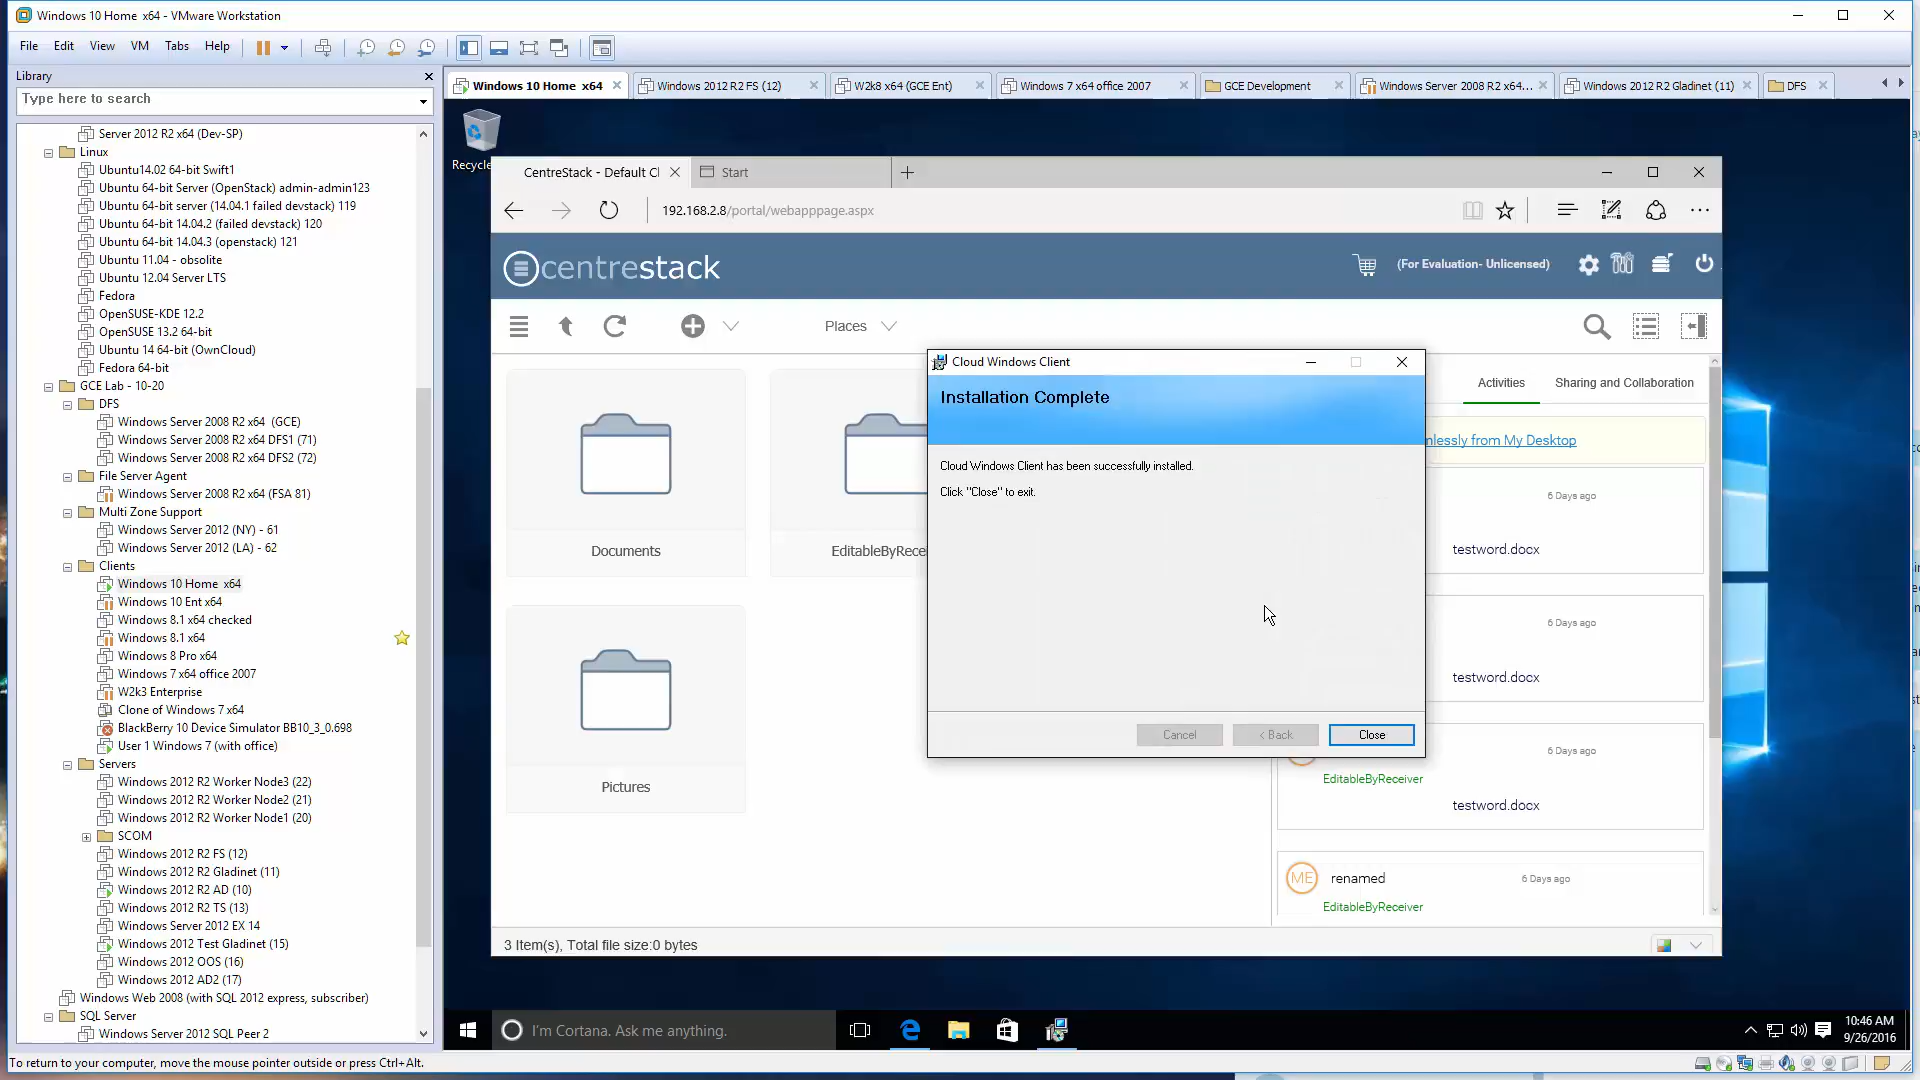 Windows 10 Home  x64 - VMware Workstation
File Edit View VM Tabs Help
Library
Type here to search
Server 2012 R2 x64 (Dev-SP)
Linux
Ubuntu14.02 64-bit Swift1
Ubuntu 64-bit Server (OpenStack) admin-admin123
Ubuntu 64-bit server (14.04.1 failed devstack) 119
Ubuntu 64-bit 14.04.2 (failed devstack) 120
Ubuntu 64-bit 14.04.3 (openstack) 121
Ubuntu 11.04 - obsolite
Ubuntu 12.04 Server LTS
Fedora
OpenSUSE-KDE 12.2
OpenSUSE 13.2 64-bit
Ubuntu 14 64-bit (OwnCloud)
Fedora 64-bit
GCE Lab - 10-20
DFS
Windows Server 2008 R2 x64  (GCE)
Windows Server 2008 R2 x64 DFS1 (71)
Windows Server 2008 R2 x64 DFS2 (72)
File Server Agent
Windows Server 2008 R2 x64 (FSA 81)
Multi Zone Support
Windows Server 2012 (NY) - 61
Windows Server 2012 (LA) - 62
Clients
Windows 10 Home  x64
Windows 10 Ent x64
Windows 8.1 x64 checked
Windows 8.1 x64
Windows 8 Pro x64
Windows 7 x64 office 2007
W2k3 Enterprise
Clone of Windows 7 x64
BlackBerry 10 Device Simulator BB10_3_0.698
User 1 Windows 7 (with office)
Servers
Windows 2012 R2 Worker Node3 (22)
Windows 2012 R2 Worker Node2 (21)
Windows 2012 R2 Worker Node1 (20)
SCOM
Windows 2012 R2 FS (12)
Windows 2012 R2 Gladinet (11)
Windows 2012 R2 AD (10)
Windows 2012 R2 TS (13)
Windows Server 2012 EX 14
Windows 2012 Test Gladinet (15)
Windows 2012 OOS (16)
Windows 2012 AD2 (17)
Windows Web 2008 (with SQL 2012 express, subscriber)
SQL Server
Windows Server 2012 SQL Peer 2
To return to your computer, move the mouse pointer outside or press Ctrl+Alt.
Windows 10 Home  x64 Windows 2012 R2 FS (12) W2k8 x64 (GCE Ent) Windows 7 x64 office 2007 GCE Development Windows Server 2008 R2 x64... Windows 2012 R2 Gladinet (11) DFS
Recycle
CentreStack - Default Cl Start
192.168.2.8/portal/webapppage.aspx
centrestack
(For Evaluation- Unlicensed)
Places
Documents
EditableByRece
Pictures
3 Item(s), Total file size:0 bytes
Cloud Windows Client
Installation Complete
Cloud Windows Client has been successfully installed.
Click "Close" to exit.
Cancel < Back Close
Activities Sharing and Collaboration
nlessly from My Desktop
6 Days ago
testword.docx
6 Days ago
testword.docx
6 Days ago
EditableByReceiver
testword.docx
ME renamed 6 Days ago
EditableByReceiver
I'm Cortana. Ask me anything.
10:46 AM
9/26/2016